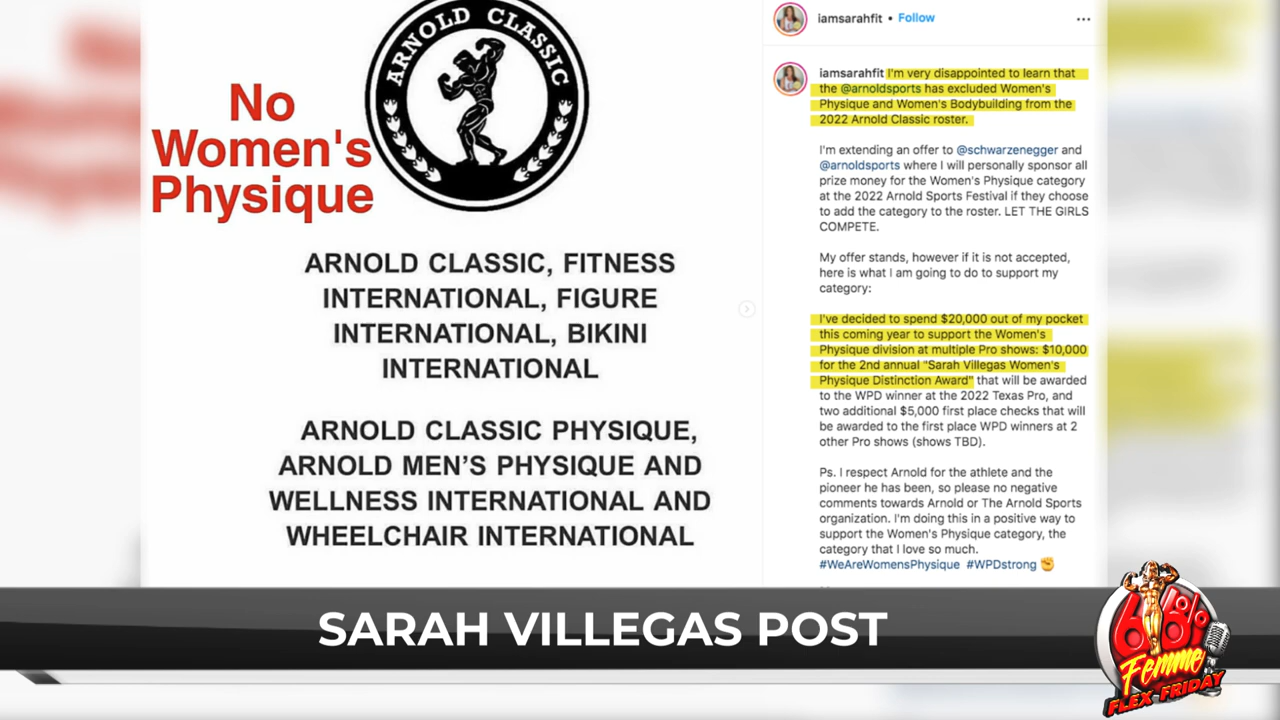 ARNOLD CLASSIC
No
Women's
Physique
ARNOLD CLASSIC, FITNESS
INTERNATIONAL, FIGURE
INTERNATIONAL, BIKINI
INTERNATIONAL
ARNOLD CLASSIC PHYSIQUE,
ARNOLD MEN'S PHYSIQUE AND
WELLNESS INTERNATIONAL AND
WHEELCHAIR INTERNATIONAL
iamsarahfit • Follow
iamsarahfit I'm very disappointed to learn that
the @arnoldsports has excluded Women's
Physique and Women's Bodybuilding from the
2022 Arnold Classic roster.
I'm extending an offer to @schwarzenegger and
@arnoldsports where I will personally sponsor all
prize money for the Women's Physique category
at the 2022 Arnold Sports Festival if they choose
to add the category to the roster. LET THE GIRLS
COMPETE.
My offer stands, however if it is not accepted,
here is what I am going to do to support my
category:
I've decided to spend $20,000 out of my pocket
this coming year to support the Women's
Physique division at multiple Pro shows: $10,000
for the 2nd annual "Sarah Villegas Women's
Physique Distinction Award" that will be awarded
to the WPD winner at the 2022 Texas Pro, and
two additional $5,000 first place checks that will
be awarded to the first place WPD winners at 2
other Pro shows (shows TBD).
Ps. I respect Arnold for the athlete and the
pioneer he has been, so please no negative
comments towards Arnold or The Arnold Sports
organization. I'm doing this in a positive way to
support the Women's Physique category, the
category that I love so much.
#WeAreWomensPhysique #WPDstrong ✊
SARAH VILLEGAS POST
Femme
FLEX FRIDAY